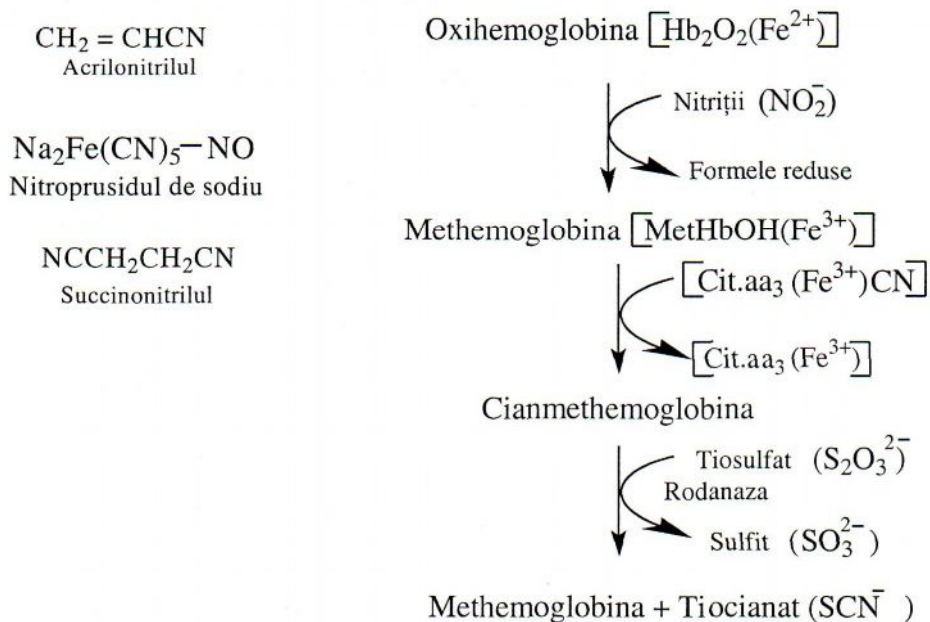 CH₂ = CHCN
Acrilonitrilul
Na₂Fe(CN)₅—NO
Nitroprusidul de sodiu
NCCH₂CH₂CN
Succinonitrilul
Oxihemoglobina [Hb₂O₂(Fe²⁺)]
Nitriții (NO₂⁻)
Formele reduse
Methemoglobina [MetHbOH(Fe³⁺)]
[Cit.aa₃ (Fe³⁺)CN]
[Cit.aa₃ (Fe³⁺)]
Cianmethemoglobina
Tiosulfat (S₂O₃²⁻)
Rodanaza
Sulfit (SO₃²⁻)
Methemoglobina + Tiocianat (SCN⁻ )